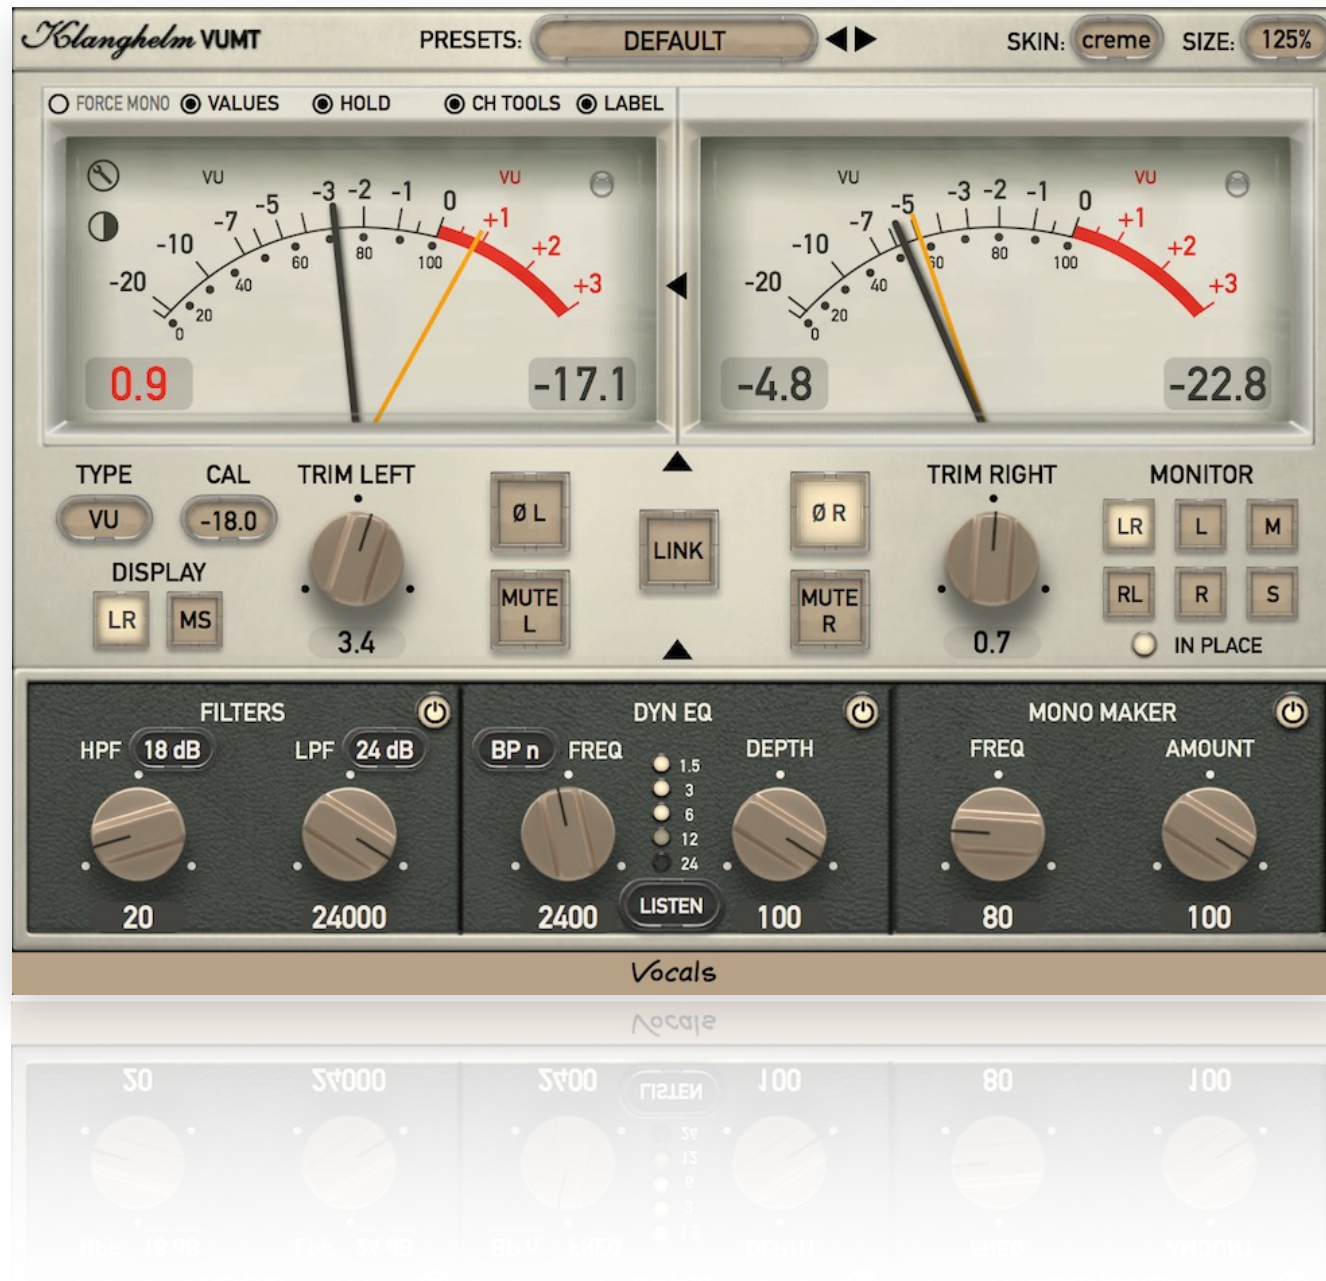 Klanghelm VUMT PRESETS: DEFAULT SKIN: creme SIZE: 125%
FORCE MONO VALUES HOLD CH TOOLS LABEL
VU -20 -10 -7 -5 -3 -2 -1 0 +1 +2 +3 VU
0 20 40 60 80 100
0.9 -17.1
VU -20 -10 -7 -5 -3 -2 -1 0 +1 +2 +3 VU
0 20 40 60 80 100
-4.8 -22.8
TYPE CAL TRIM LEFT TRIM RIGHT MONITOR
VU -18.0 Ø L LINK Ø R LR L M
DISPLAY
LR MS MUTE L MUTE R RL R S
3.4 0.7 IN PLACE
FILTERS DYN EQ MONO MAKER
HPF 18 dB LPF 24 dB BP n FREQ DEPTH FREQ AMOUNT
1.5
3
6
12
24
LISTEN
20 24000 2400 100 80 100
Vocals